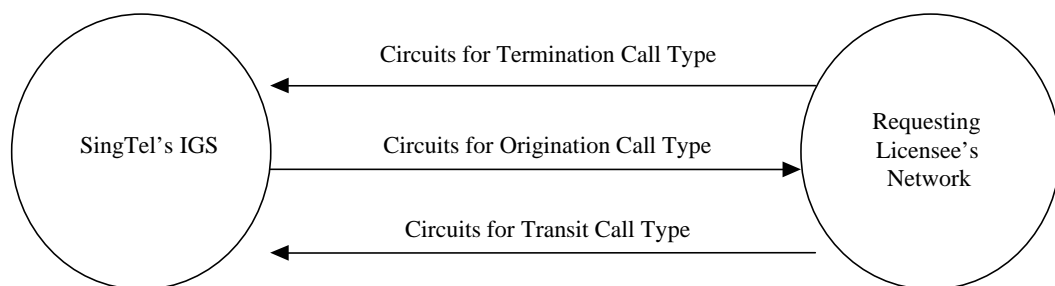 Circuits for Termination Call Type
SingTel's IGS
Circuits for Origination Call Type
Requesting
Licensee's
Network
Circuits for Transit Call Type